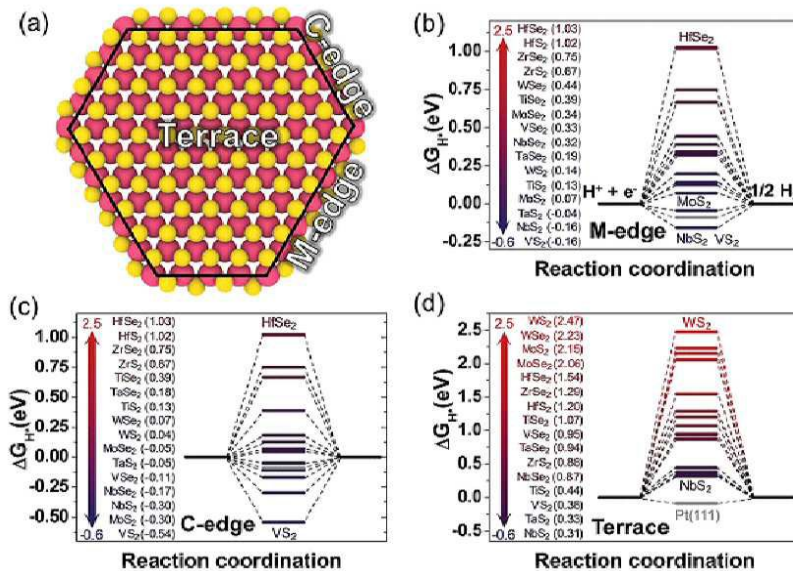 (a)
C-edge
Terrace
M-edge
(b)
ΔG_H*(eV)
1.00
0.75
0.50
0.25
0.00
-0.25
2.5
-0.6
HfSe2 (1.03)
HfS2 (1.02)
ZrSe2 (0.75)
ZrS2 (0.67)
WSe2 (0.44)
TiSe2 (0.39)
MoSe2 (0.34)
VSe2 (0.33)
NbSe2 (0.32)
TaSe2 (0.19)
WS2 (0.14)
TiS2 (0.13)
MoS2 (0.07)
TaS2 (-0.04)
NbS2 (-0.16)
VS2 (-0.16)
HfSe2
H+ + e-
1/2 H
MoS2
NbS2 VS2
M-edge
Reaction coordination
(c)
ΔG_H*(eV)
1.00
0.75
0.50
0.25
0.00
-0.25
-0.50
2.5
-0.6
HfSe2 (1.03)
HfS2 (1.02)
ZrSe2 (0.75)
ZrS2 (0.67)
TiSe2 (0.39)
TaSe2 (0.18)
TiS2 (0.13)
WSe2 (0.07)
WS2 (0.04)
MoSe2 (-0.05)
TaS2 (-0.05)
VSe2 (-0.11)
NbSe2 (-0.17)
NbS2 (-0.30)
MoS2 (-0.30)
VS2 (-0.54)
HfSe2
C-edge
VS2
Reaction coordination
(d)
ΔG_H*(eV)
2.5
2.0
1.5
1.0
0.5
0.0
-0.5
2.5
-0.6
WS2 (2.47)
WSe2 (2.23)
MoS2 (2.15)
MoSe2 (2.06)
HfSe2 (1.54)
ZrSe2 (1.29)
HfS2 (1.20)
TiSe2 (1.07)
VSe2 (0.95)
TaSe2 (0.94)
ZrS2 (0.88)
NbSe2 (0.87)
TiS2 (0.44)
VS2 (0.38)
TaS2 (0.33)
NbS2 (0.31)
WS2
NbS2
Pt(111)
Terrace
Reaction coordination